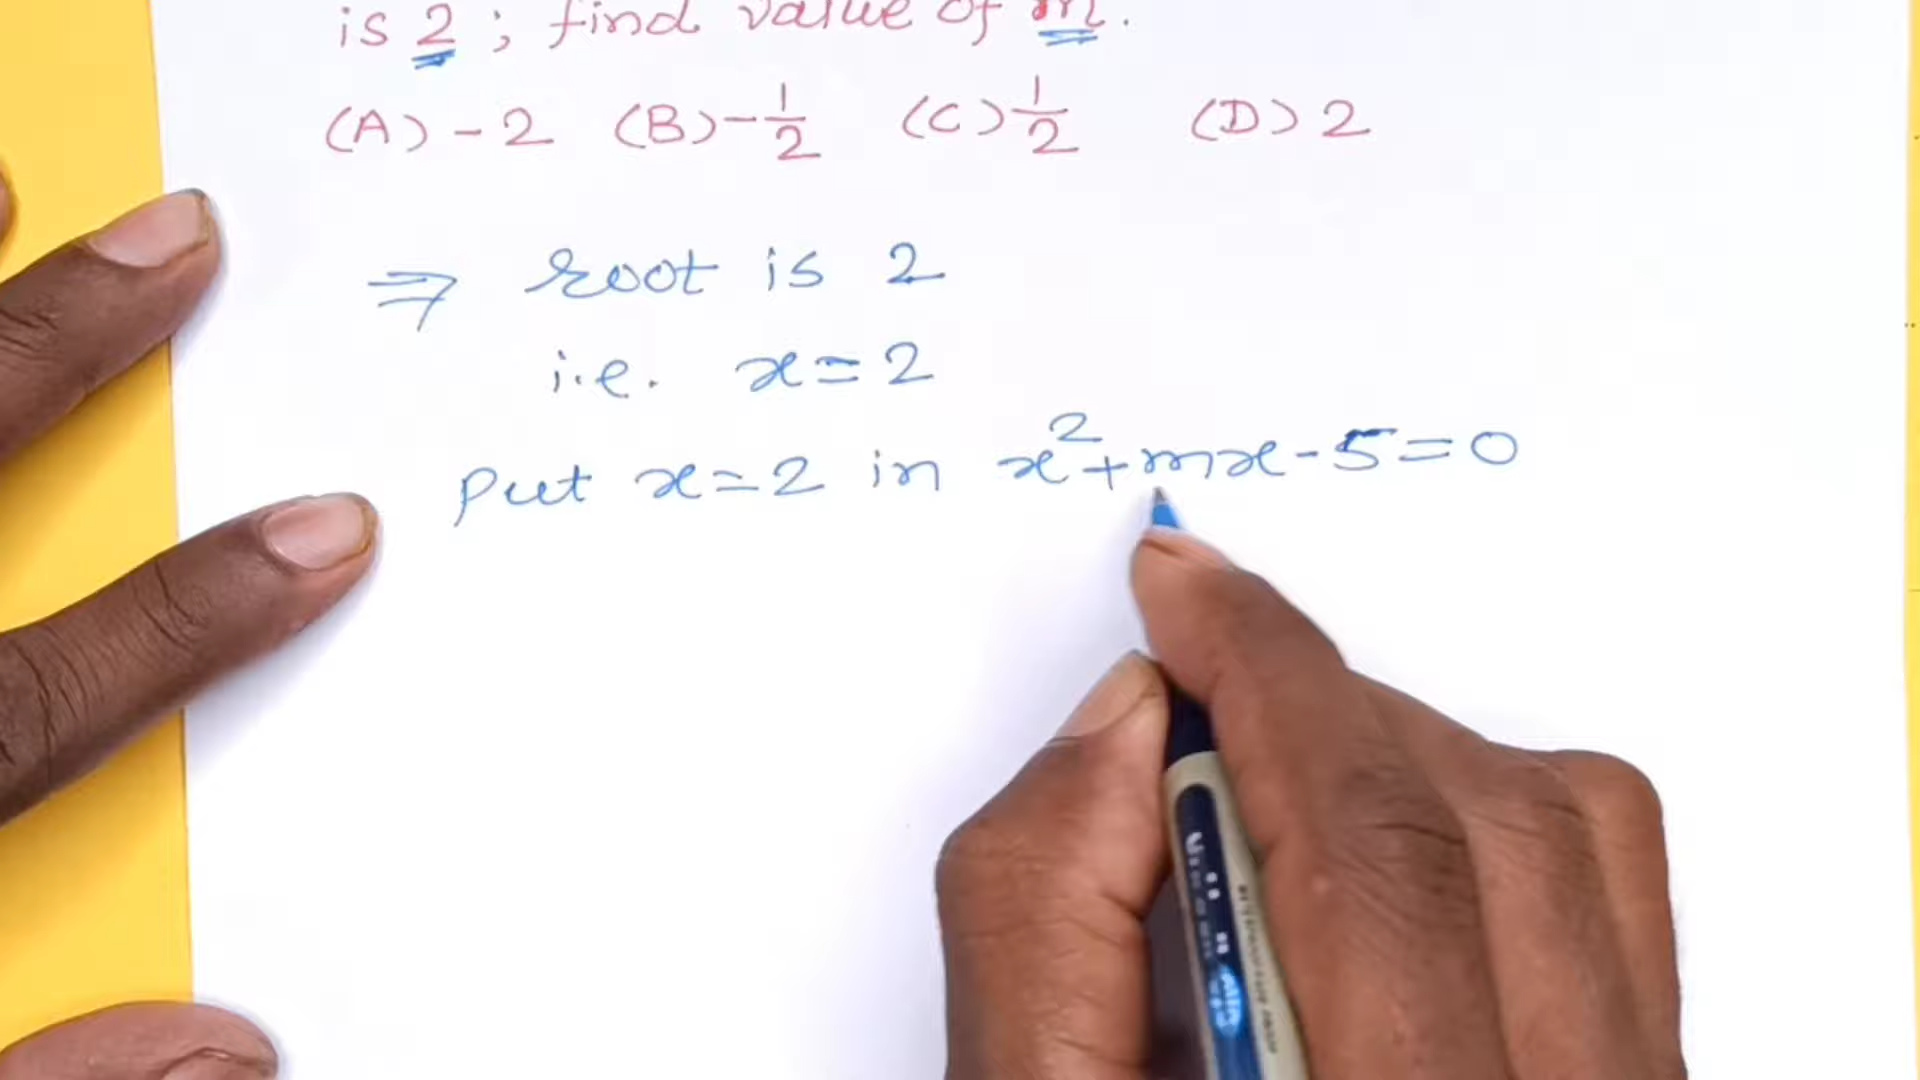 is 2 ; find value of m.
(A) -2 (B) -1/2 (C) 1/2 (D) 2
⇒ root is 2
i.e. x=2
Put x=2 in x²+mx-5=0